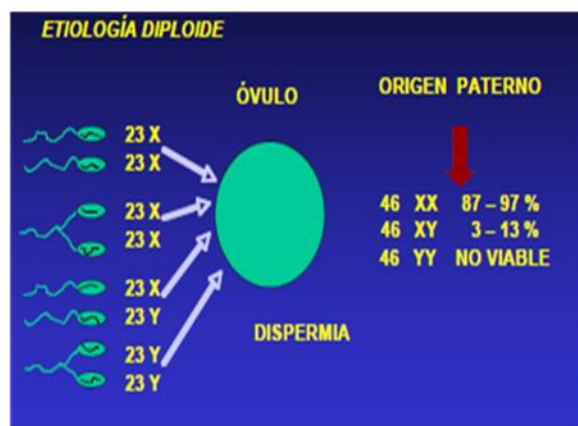 ETIOLOGÍA DIPLOIDE
ÓVULO
ORIGEN PATERNO
23 X
23 X
23 X
23 X
23 X
23 Y
23 Y
23 Y
46 XX 87 – 97 %
46 XY 3 – 13 %
46 YY NO VIABLE
DISPERMIA